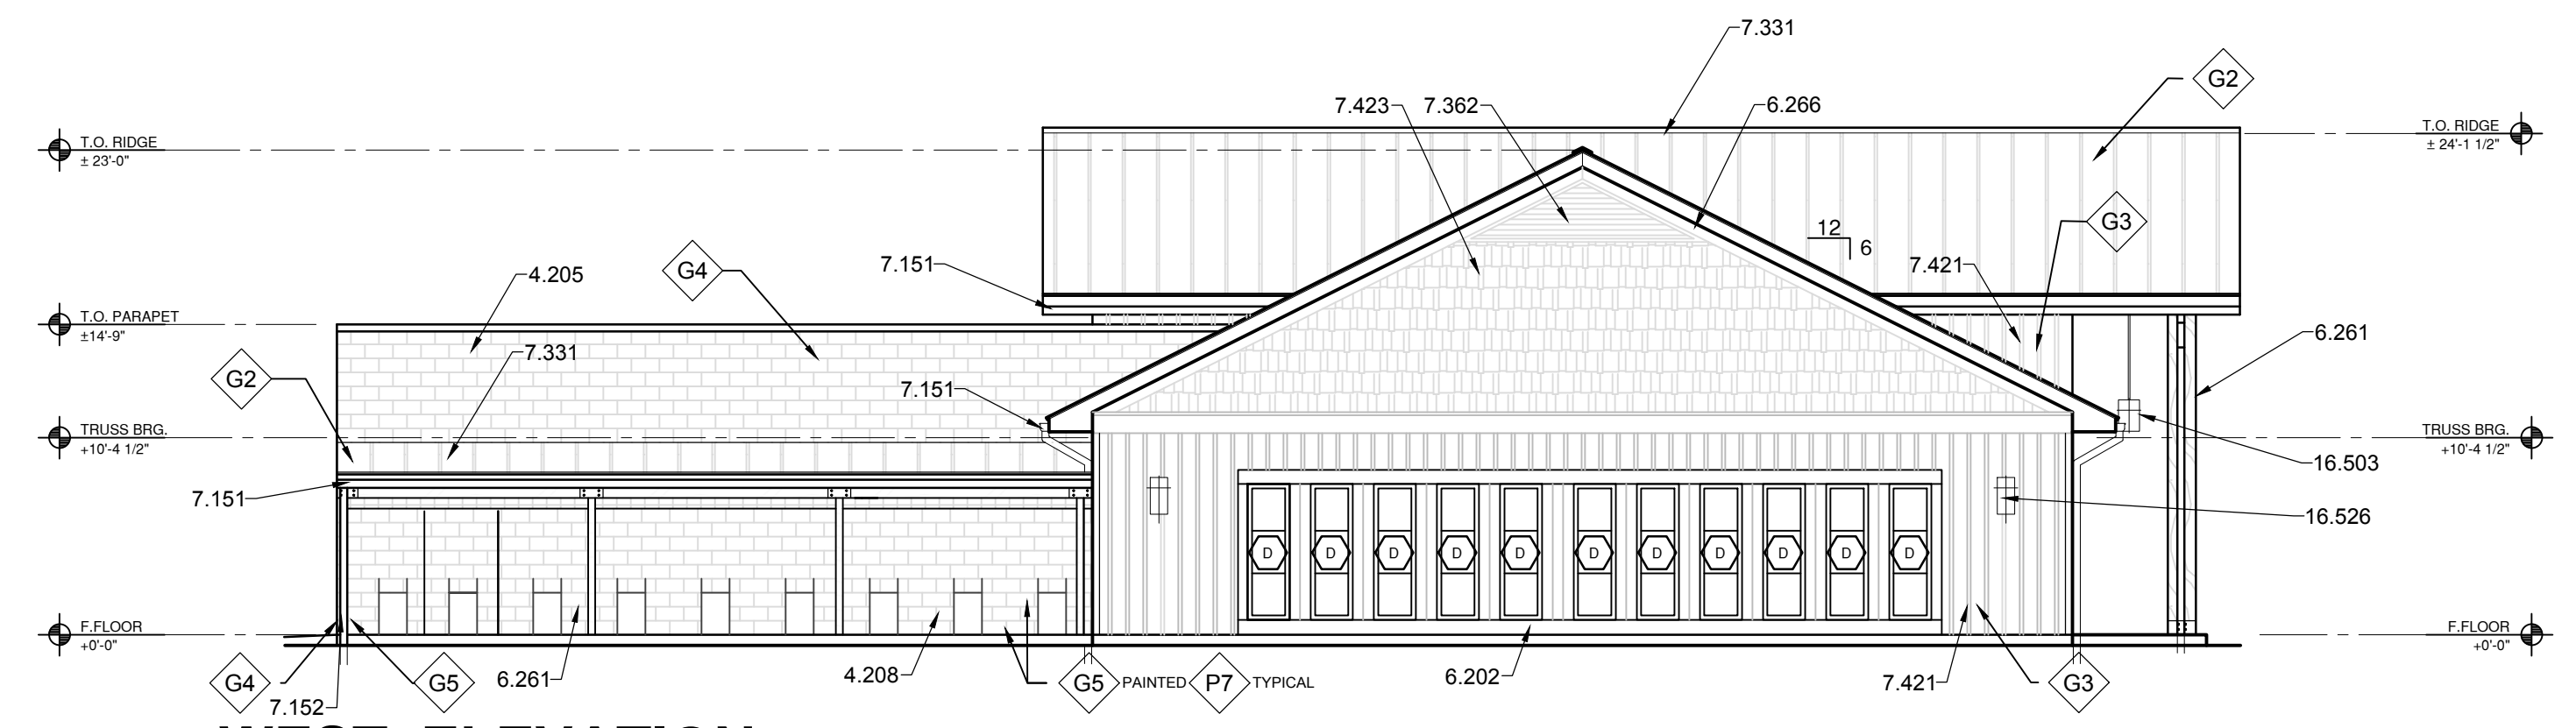 7.331
G2
7.423
7.362
6.266
T.O. RIDGE
± 23'-0"
T.O. RIDGE
± 24'-1 1/2"
12
6
G3
4.205
G4
7.151
7.421
T.O. PARAPET
±14'-9"
7.331
6.261
G2
7.151
TRUSS BRG.
+10'-4 1/2"
TRUSS BRG.
+10'-4 1/2"
16.503
7.151
16.526
D D D D D D D D D D D
F.FLOOR
+0'-0"
F.FLOOR
+0'-0"
G4
G5
6.261
4.208
G5 PAINTED P7 TYPICAL
6.202
7.421
G3
7.152
WEST ELEVATION